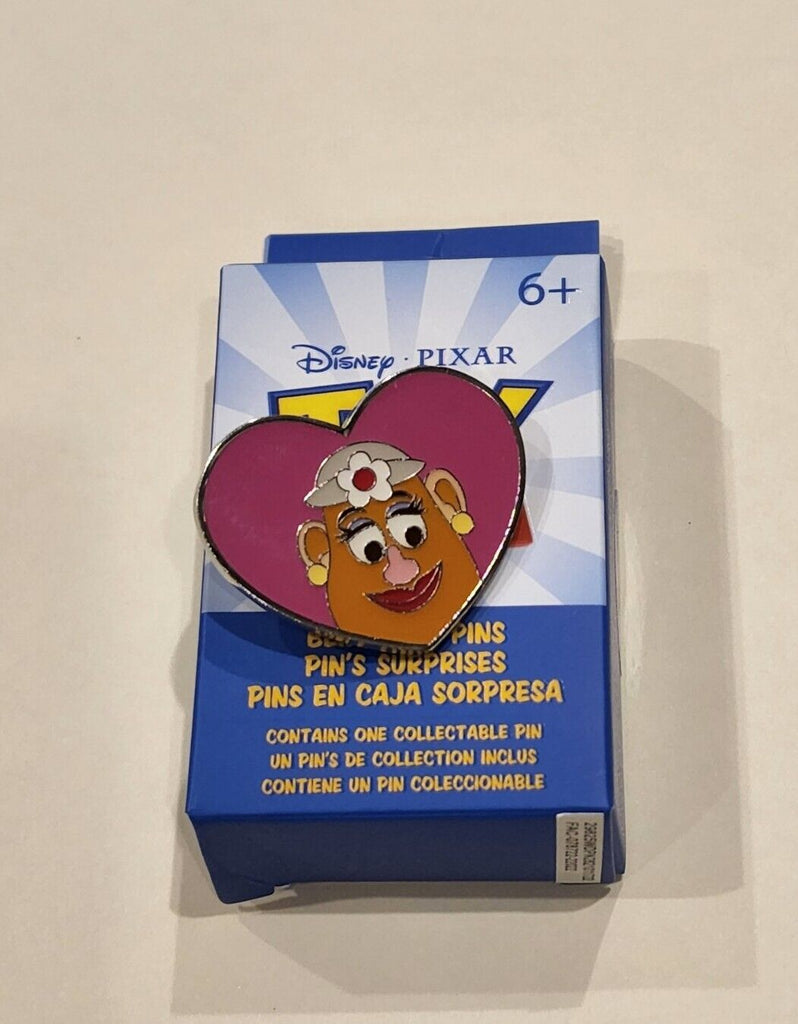 6+
Disney · PIXAR
PINS
PIN'S SURPRISES
PINS EN CAJA SORPRESA
CONTAINS ONE COLLECTABLE PIN
UN PIN'S DE COLLECTION INCLUS
CONTIENE UN PIN COLECCIONABLE